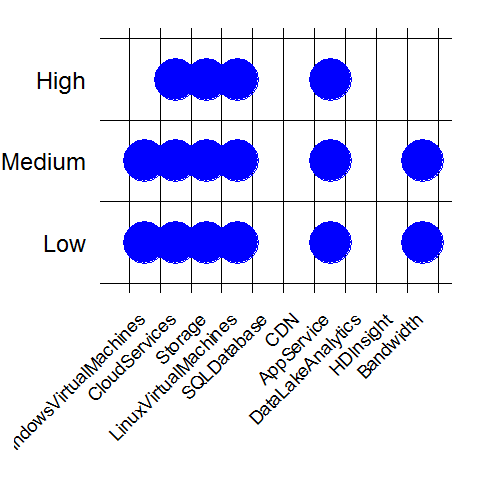 High
Medium
Low
ndowsVirtualMachines
CloudServices
Storage
LinuxVirtualMachines
SQLDatabase
CDN
AppService
DataLakeAnalytics
HDInsight
Bandwidth